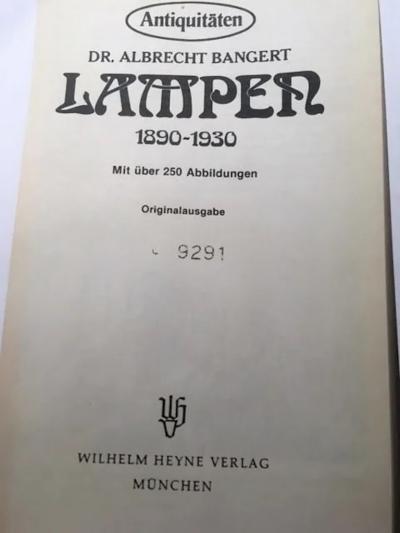 Antiquitäten
DR. ALBRECHT BANGERT
LAMPEN
1890-1930
Mit über 250 Abbildungen
Originalausgabe
9291
WILHELM HEYNE VERLAG
MÜNCHEN